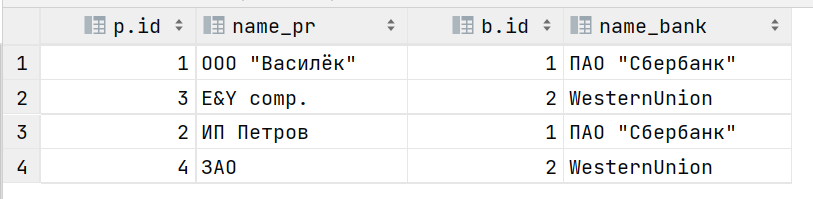 p.id name_pr b.id name_bank
1 1 ООО "Василёк" 1 ПАО "Сбербанк"
2 3 E&Y comp. 2 WesternUnion
3 2 ИП Петров 1 ПАО "Сбербанк"
4 4 ЗАО 2 WesternUnion